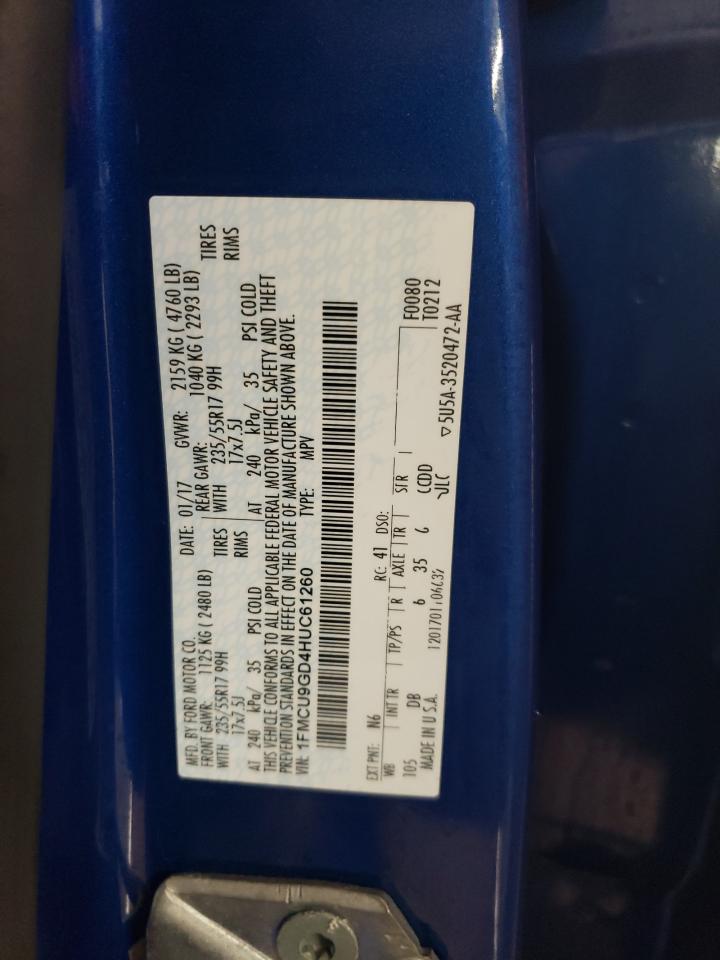 MFD. BY FORD MOTOR CO.
DATE: 01/17 GVWR: 2159 KG ( 4760 LB)
FRONT GAWR: 1125 KG ( 2480 LB) REAR GAWR: 1040 KG ( 2293 LB)
WITH 235/55R17 99H TIRES WITH 235/55R17 99H TIRES
17x7.5J RIMS 17x7.5J RIMS
AT 240 kPa/ 35 PSI COLD AT 240 kPa/ 35 PSI COLD
THIS VEHICLE CONFORMS TO ALL APPLICABLE FEDERAL MOTOR VEHICLE SAFETY AND THEFT
PREVENTION STANDARDS IN EFFECT ON THE DATE OF MANUFACTURE SHOWN ABOVE.
VIN: 1FMCU9GD4HUC61260 TYPE: MPV
EXT PNT: N6 RC: 41 DSO: F0080
WB INT TR TP/PS R AXLE TR STR T0212
105 DB 6 35 6 CCDD
MADE IN U.S.A. ▽5U5A-3520472-AA